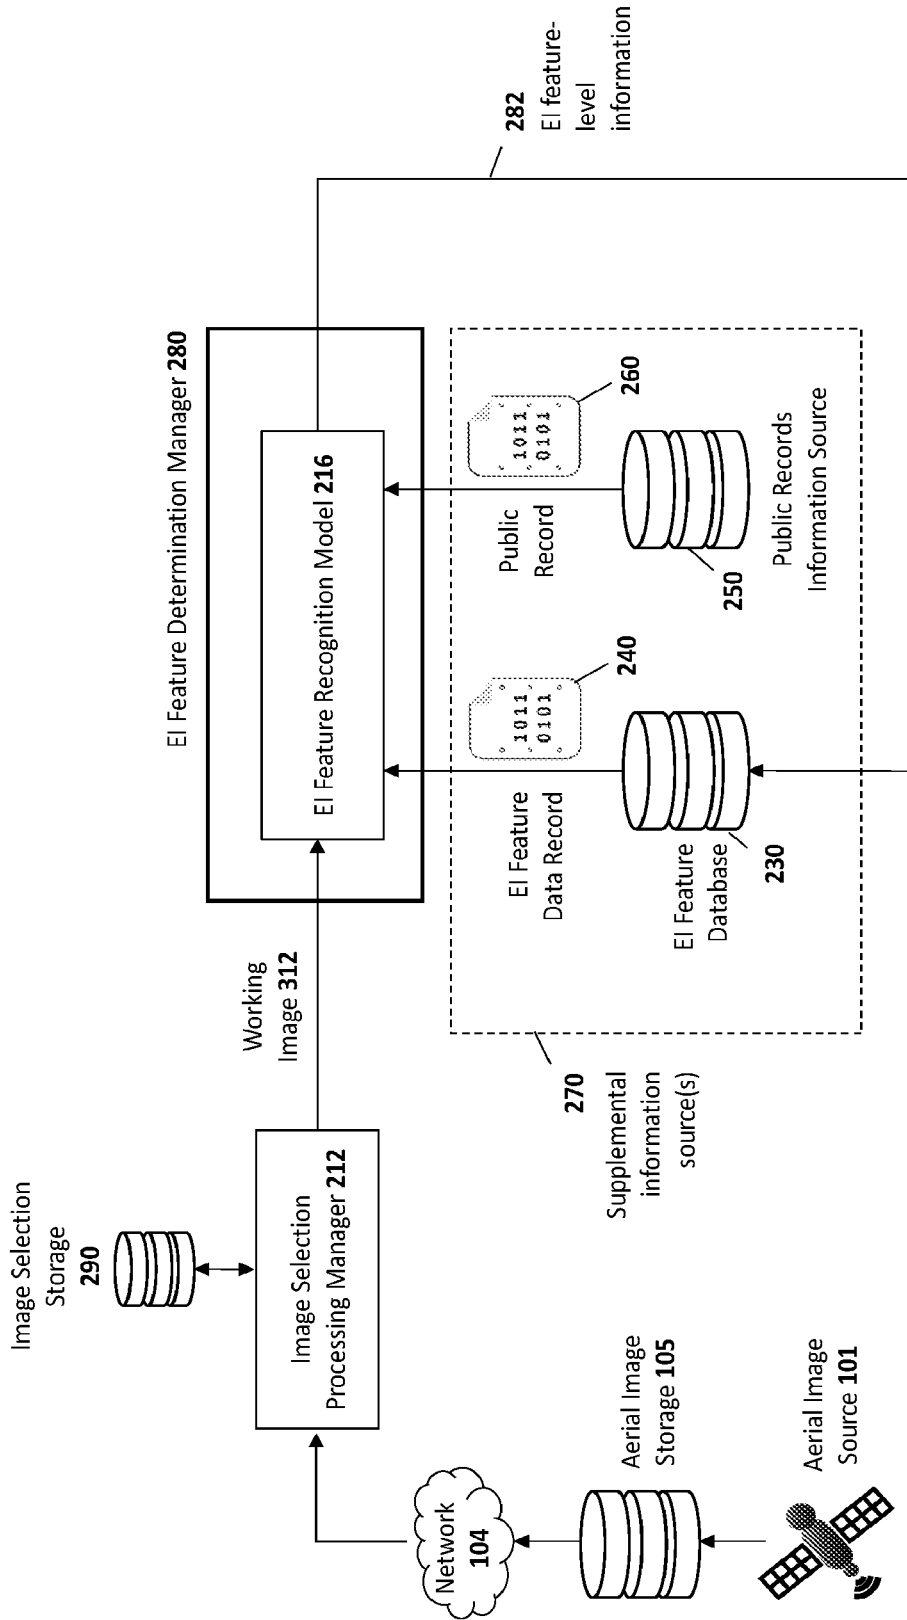 Image Selection
Storage
290
Image Selection
Processing Manager 212
Network
104
Aerial Image
Storage 105
Aerial Image
Source 101
Working
Image 312
EI Feature Determination Manager 280
EI Feature Recognition Model 216
282
EI feature-
level
information
270
Supplemental
information
source(s)
EI Feature
Data Record
1011
0101
240
Public
Record
1011
0101
260
EI Feature
Database
230
250
Public Records
Information Source